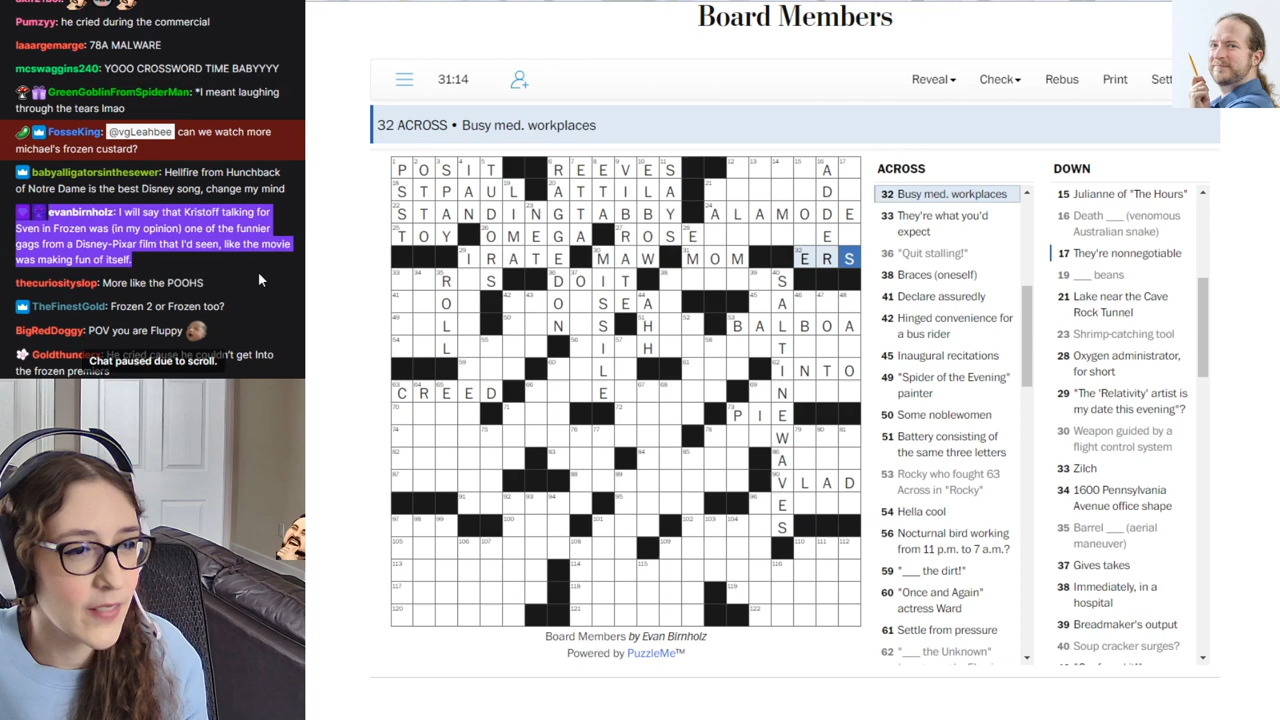 Pumzyy: he cried during the commercial
laaargemarge: 78A MALWARE
mcswaggins240: YOOO CROSSWORD TIME BABYYYY
GreenGoblinFromSpiderMan: *I meant laughing
through the tears lmao
FosseKing: @vgLeahbee can we watch more
michael's frozen custard?
babyalligatorsinthesewer: Hellfire from Hunchback
of Notre Dame is the best Disney song, change my mind
evanbirnholz: I will say that Kristoff talking for
Sven in Frozen was (in my opinion) one of the funnier
gags from a Disney-Pixar film that I'd seen, like the movie
was making fun of itself.
thecuriosityslop: More like the POOHS
TheFinestGold: Frozen 2 or Frozen too?
BigRedDoggy: POV you are Fluppy
Chat paused due to scroll.
the frozen premiers
Board Members
31:14
Reveal
Check
Rebus
Print
Sett
32 ACROSS • Busy med. workplaces
POSIT REEVES A
STPAUL ATTILA D
STANDINGTABBY ALAMODE
TOY OMEGA ROSE E
IRATE MAW MOM ERS
R S DOIT S
O O SEA A
L N S H BALBOA
L I H T
L INTO
CREED E N
PIE
W
A
VLAD
E
S
Board Members by Evan Birnholz
Powered by PuzzleMe™
ACROSS
32 Busy med. workplaces
33 They're what you'd
expect
36 "Quit stalling!"
38 Braces (oneself)
41 Declare assuredly
42 Hinged convenience for
a bus rider
45 Inaugural recitations
49 "Spider of the Evening"
painter
50 Some noblewomen
51 Battery consisting of
the same three letters
53 Rocky who fought 63
Across in "Rocky"
54 Hella cool
56 Nocturnal bird working
from 11 p.m. to 7 a.m.?
59 "___ the dirt!"
60 "Once and Again"
actress Ward
61 Settle from pressure
62 "___ the Unknown"
DOWN
15 Julianne of "The Hours"
16 Death ___ (venomous
Australian snake)
17 They're nonnegotiable
19 ___ beans
21 Lake near the Cave
Rock Tunnel
23 Shrimp-catching tool
28 Oxygen administrator,
for short
29 "The 'Relativity' artist is
my date this evening"?
30 Weapon guided by a
flight control system
33 Zilch
34 1600 Pennsylvania
Avenue office shape
35 Barrel ___ (aerial
maneuver)
37 Gives takes
38 Immediately, in a
hospital
39 Breadmaker's output
40 Soup cracker surges?